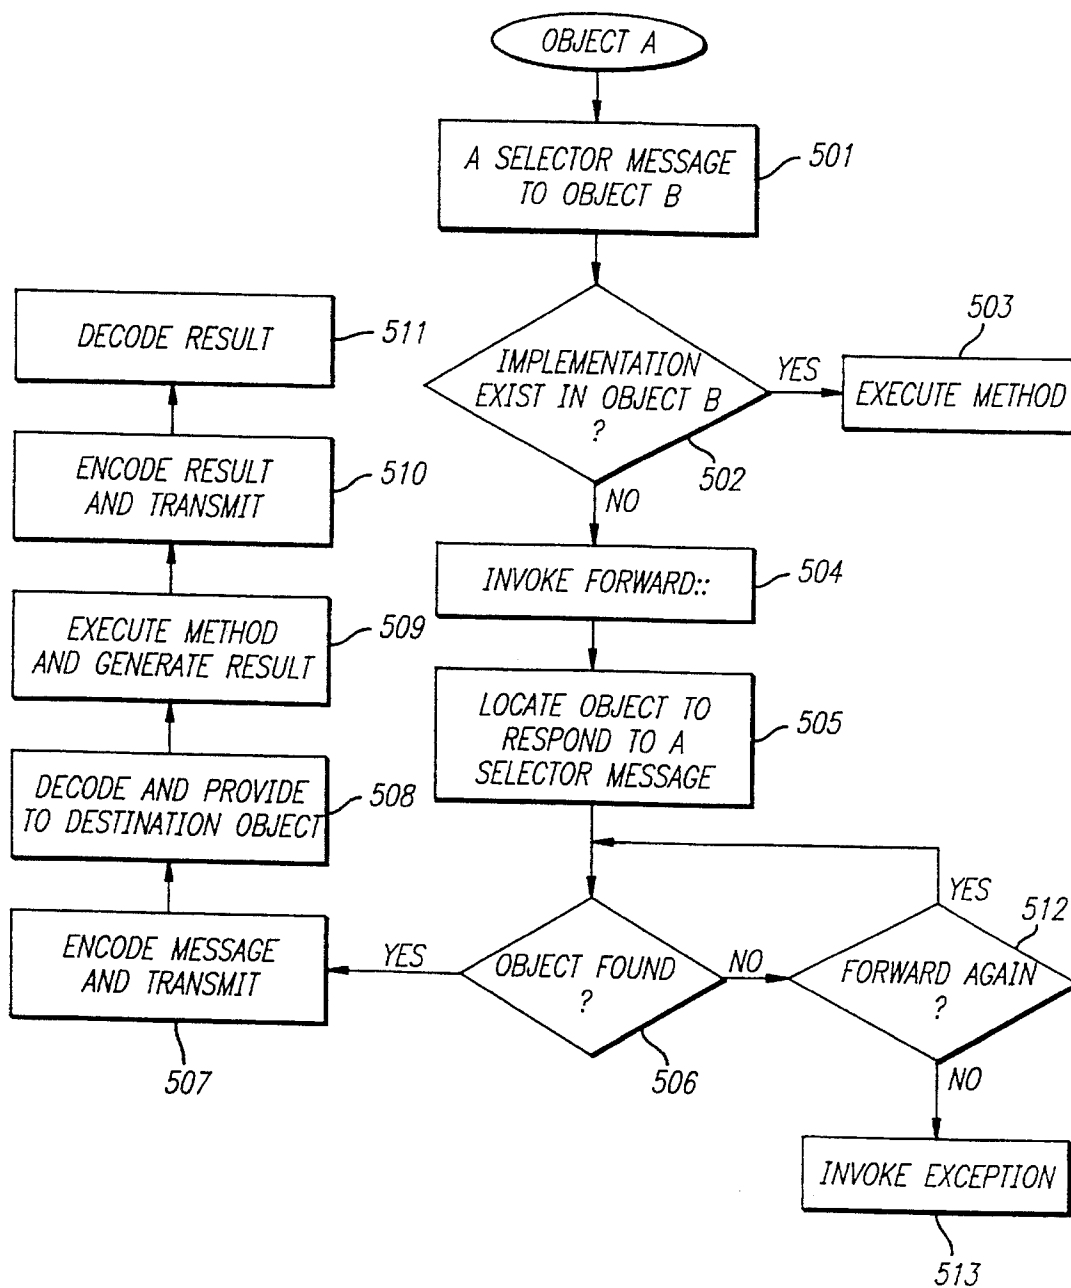 OBJECT A
A SELECTOR MESSAGE
TO OBJECT B
501
IMPLEMENTATION
EXIST IN OBJECT B
?
502
YES
503
EXECUTE METHOD
NO
INVOKE FORWARD::
504
LOCATE OBJECT TO
RESPOND TO A
SELECTOR MESSAGE
505
OBJECT FOUND
?
506
YES
NO
FORWARD AGAIN
?
512
YES
NO
INVOKE EXCEPTION
513
ENCODE MESSAGE
AND TRANSMIT
507
DECODE AND PROVIDE
TO DESTINATION OBJECT
508
EXECUTE METHOD
AND GENERATE RESULT
509
ENCODE RESULT
AND TRANSMIT
510
DECODE RESULT
511